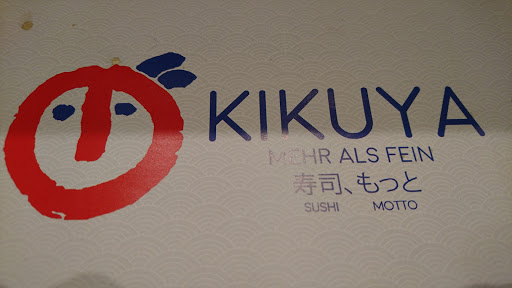 KIKUYA
MEHR ALS FEIN
寿司、もっと
SUSHI MOTTO